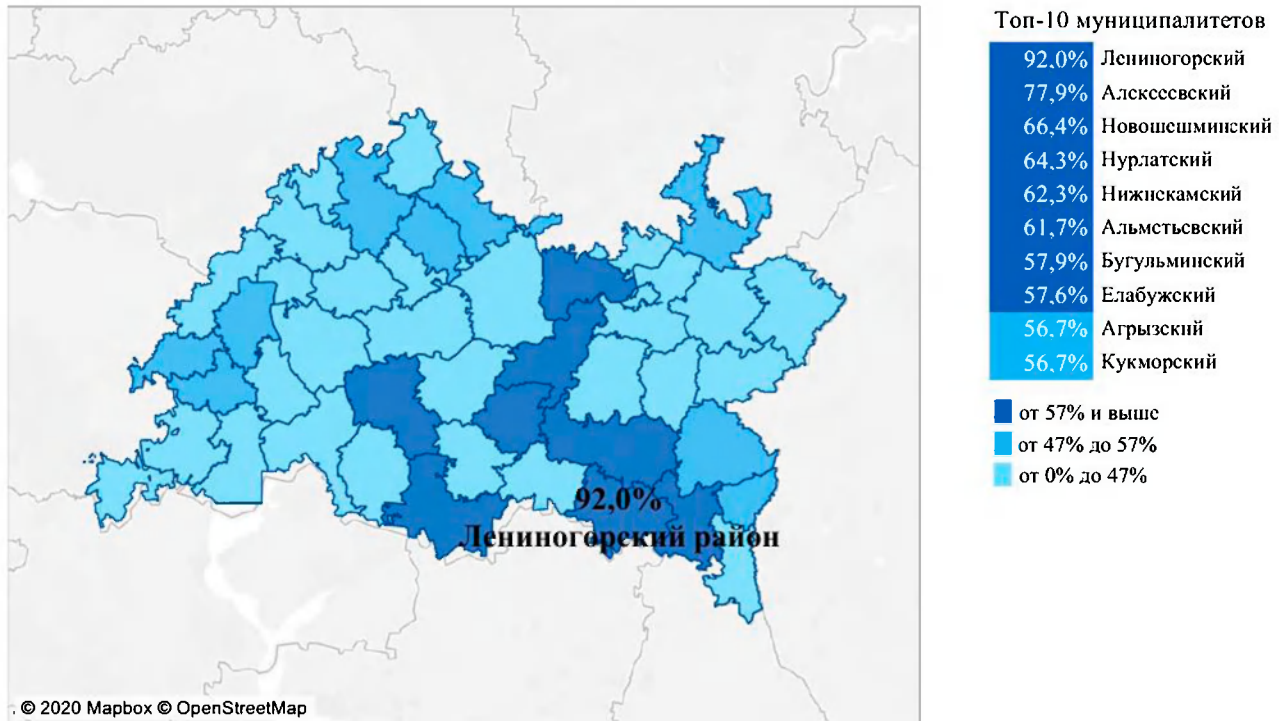 Топ-10 муниципалитетов
92,0% Лениногорский
77,9% Алексеевский
66,4% Новошешминский
64,3% Нурлатский
62,3% Нижнекамский
61,7% Альметьевский
57,9% Бугульминский
57,6% Елабужский
56,7% Агрызский
56,7% Кукморский
от 57% и выше
от 47% до 57%
от 0% до 47%
92,0%
Лениногорский район
© 2020 Mapbox © OpenStreetMap